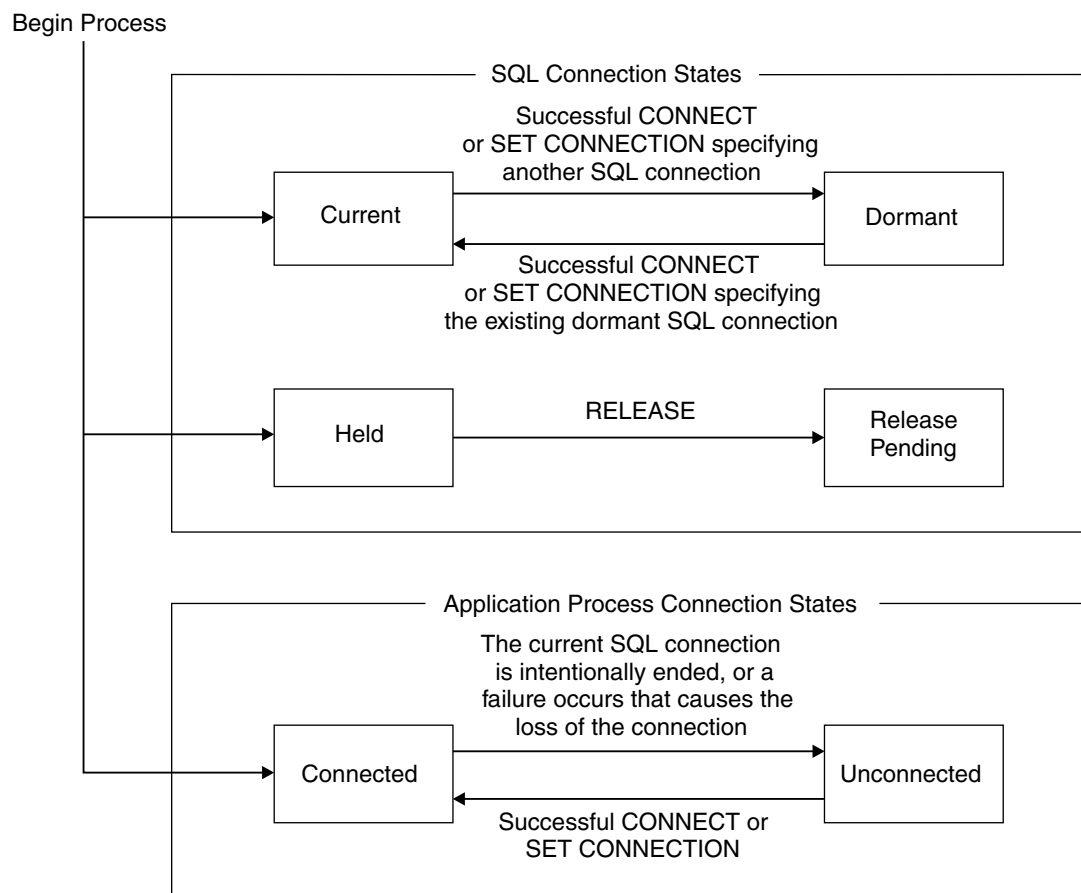 Begin Process
SQL Connection States
Successful CONNECT
or SET CONNECTION specifying
another SQL connection
Current
Dormant
Successful CONNECT
or SET CONNECTION specifying
the existing dormant SQL connection
Held
RELEASE
Release
Pending
Application Process Connection States
The current SQL connection
is intentionally ended, or a
failure occurs that causes the
loss of the connection
Connected
Unconnected
Successful CONNECT or
SET CONNECTION